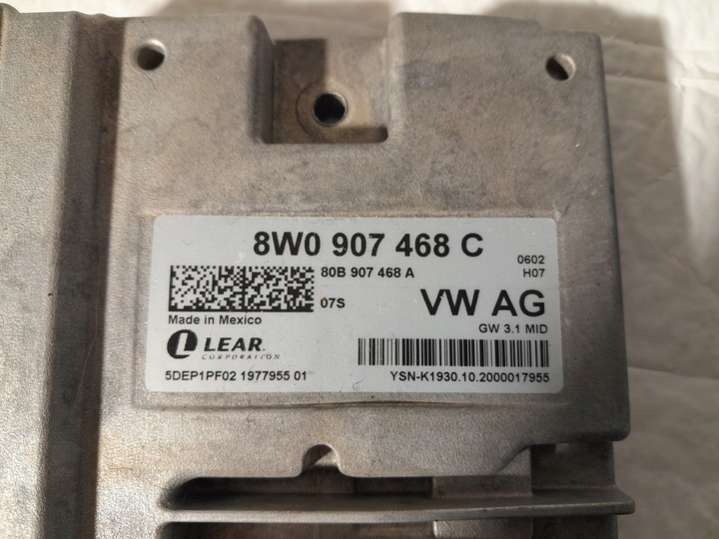 8W0 907 468 C
0602
80B 907 468 A
H07
07S
VW AG
Made in Mexico
GW 3.1 MID
LEAR
CORPORATION
5DEP1PF02 1977955 01
YSN-K1930.10.2000017955